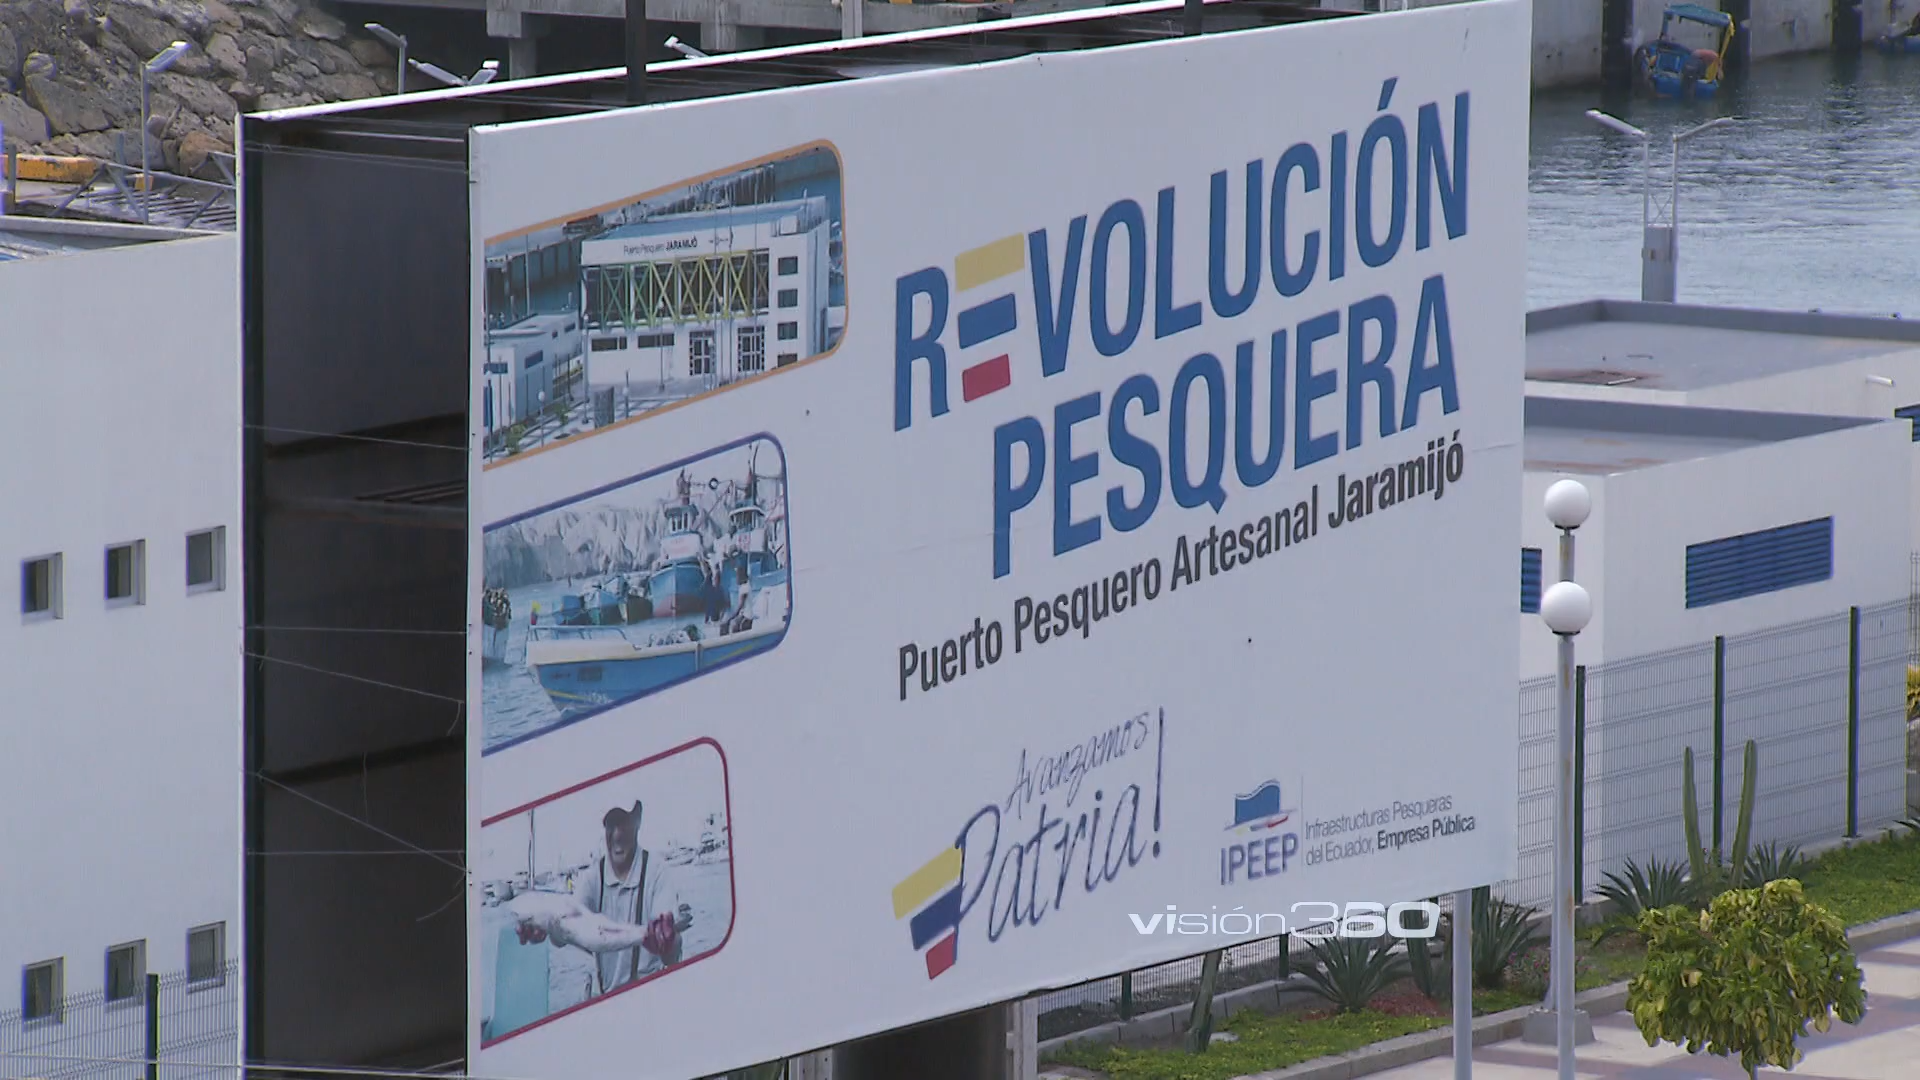 Puerto Pesquero JARAMIJÓ
REVOLUCIÓN
PESQUERA
Puerto Pesquero Artesanal Jaramijó
Avanzamos
Patria!
IPEEP
Infraestructuras Pesqueras
del Ecuador, Empresa Pública
visión360